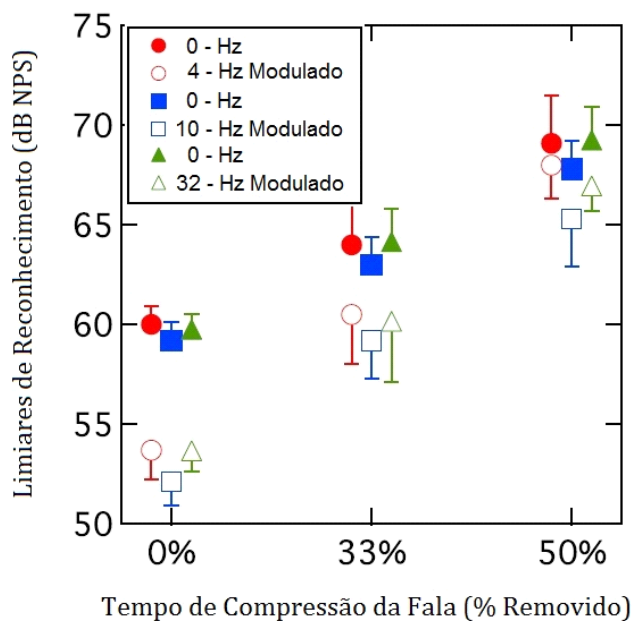 75
70
65
60
55
50
Limiares de Reconhecimento (dB NPS)
0 - Hz
4 - Hz Modulado
0 - Hz
10 - Hz Modulado
0 - Hz
32 - Hz Modulado
0%
33%
50%
Tempo de Compressão da Fala (% Removido)